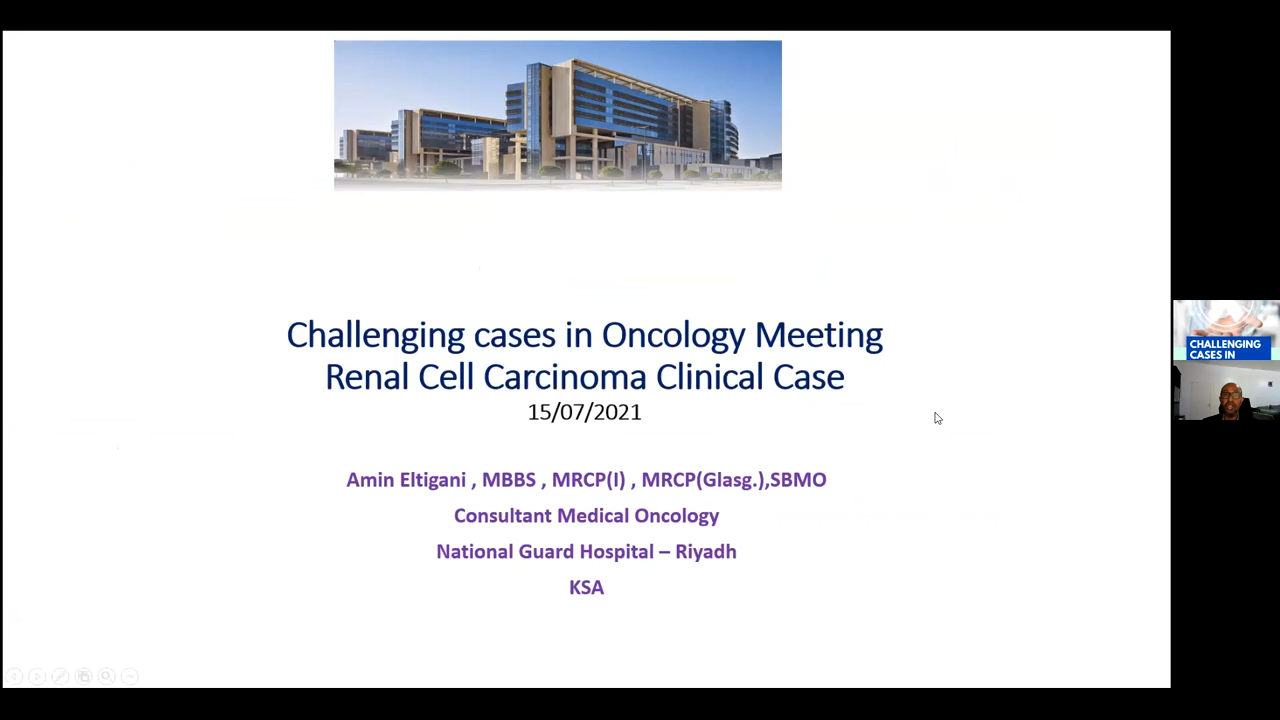 Challenging cases in Oncology Meeting
Renal Cell Carcinoma Clinical Case
15/07/2021
Amin Eltigani , MBBS , MRCP(I) , MRCP(Glasg.),SBMO
Consultant Medical Oncology
National Guard Hospital – Riyadh
KSA
CHALLENGING
CASES IN